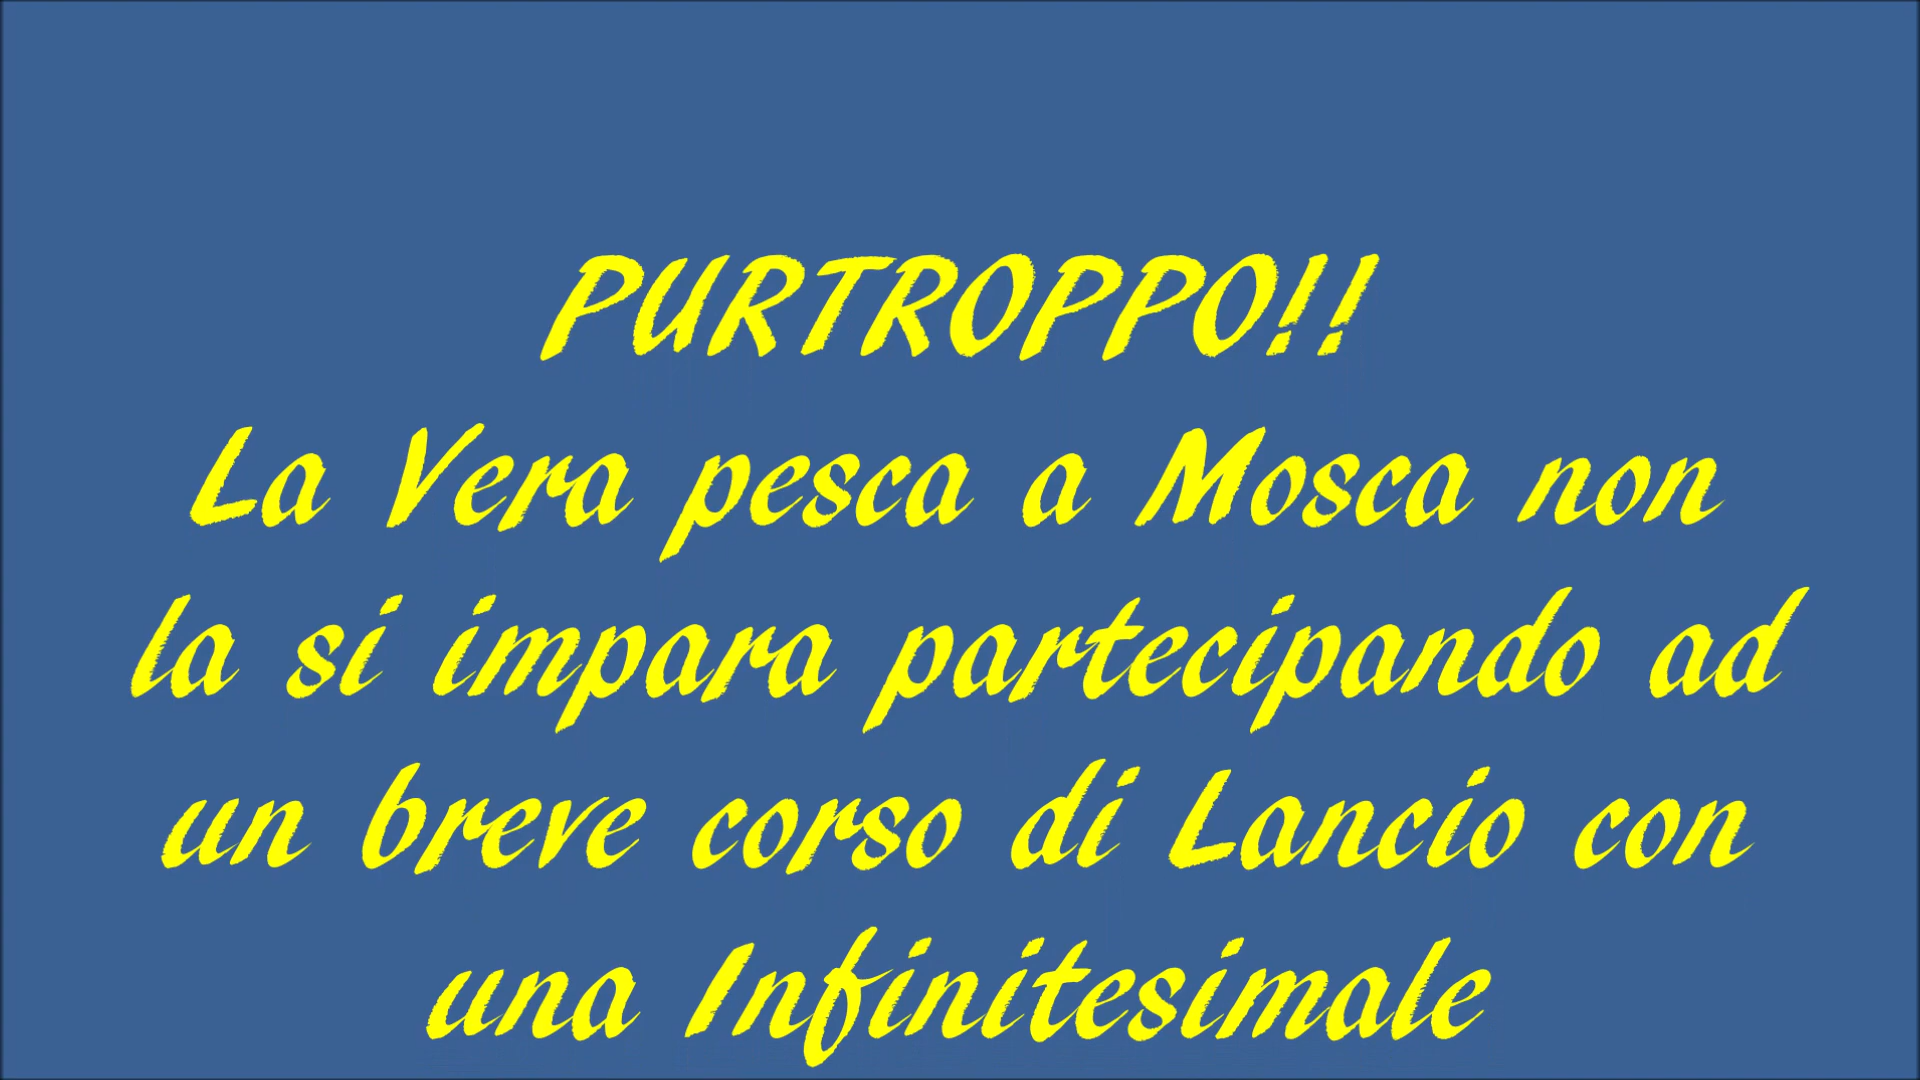 PURTROPPO!!
La Vera pesca a Mosca non
la si impara partecipando ad
un breve corso di Lancio con
una Infinitesimale